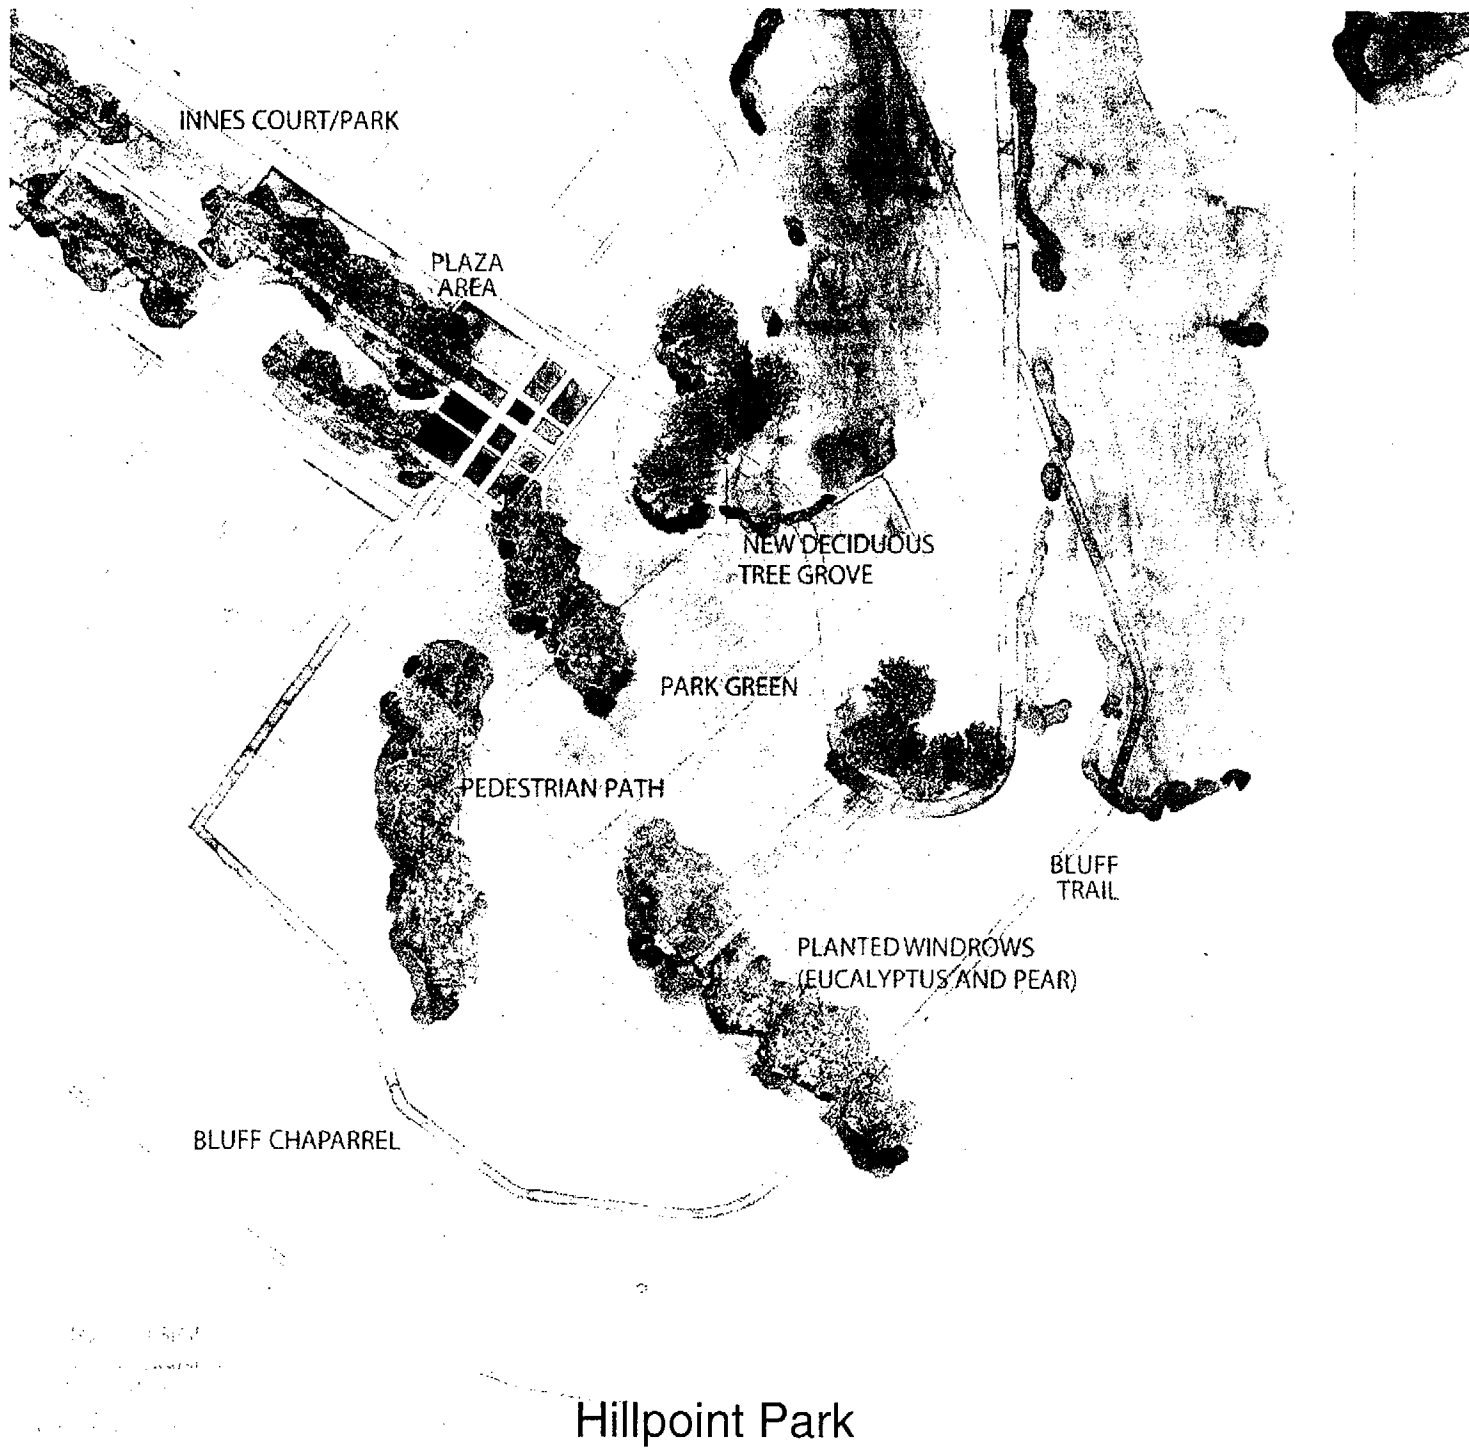 INNES COURT/PARK
PLAZA
AREA
NEW DECIDUOUS
TREE GROVE
PARK GREEN
PEDESTRIAN PATH
BLUFF
TRAIL
PLANTED WINDROWS
(EUCALYPTUS AND PEAR)
BLUFF CHAPARREL
Hillpoint Park